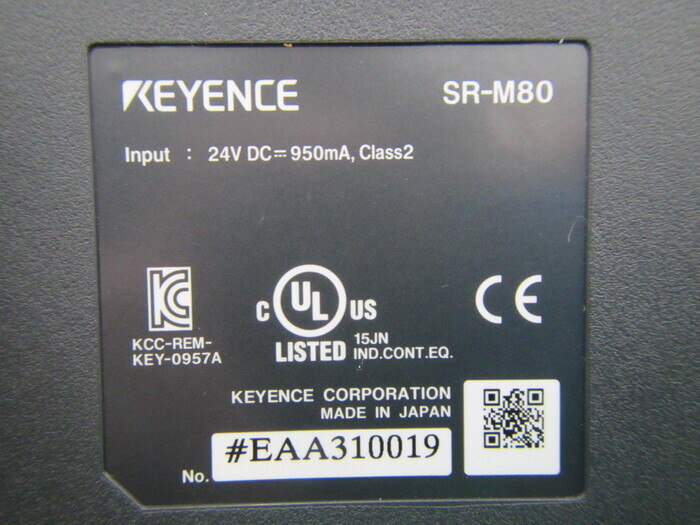 KEYENCE SR-M80
Input : 24V DC⎓950mA, Class2
KC
KCC-REM-
KEY-0957A
C UL US
LISTED 15JN
IND.CONT.EQ.
CE
KEYENCE CORPORATION
MADE IN JAPAN
No. #EAA310019